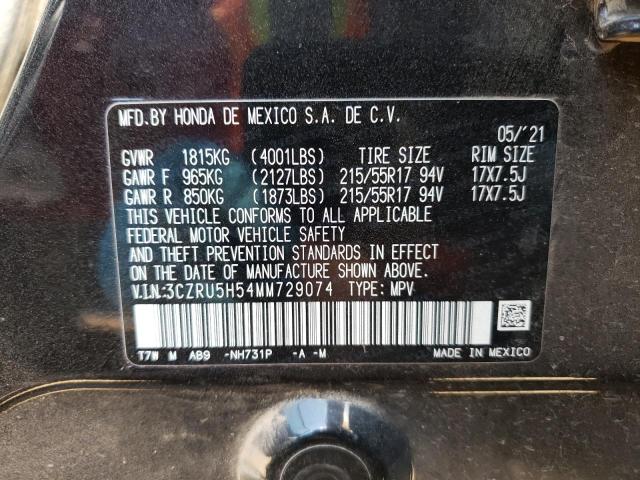 MFD.BY HONDA DE MEXICO S.A. DE C.V.
05/'21
GVWR 1815KG (4001LBS) TIRE SIZE RIM SIZE
GAWR F 965KG (2127LBS) 215/55R17 94V 17X7.5J
GAWR R 850KG (1873LBS) 215/55R17 94V 17X7.5J
THIS VEHICLE CONFORMS TO ALL APPLICABLE
FEDERAL MOTOR VEHICLE SAFETY
AND THEFT PREVENTION STANDARDS IN EFFECT
ON THE DATE OF MANUFACTURE SHOWN ABOVE.
V.I.N.:3CZRU5H54MM729074 TYPE: MPV
T7W M AB9 -NH731P -A -M
MADE IN MEXICO